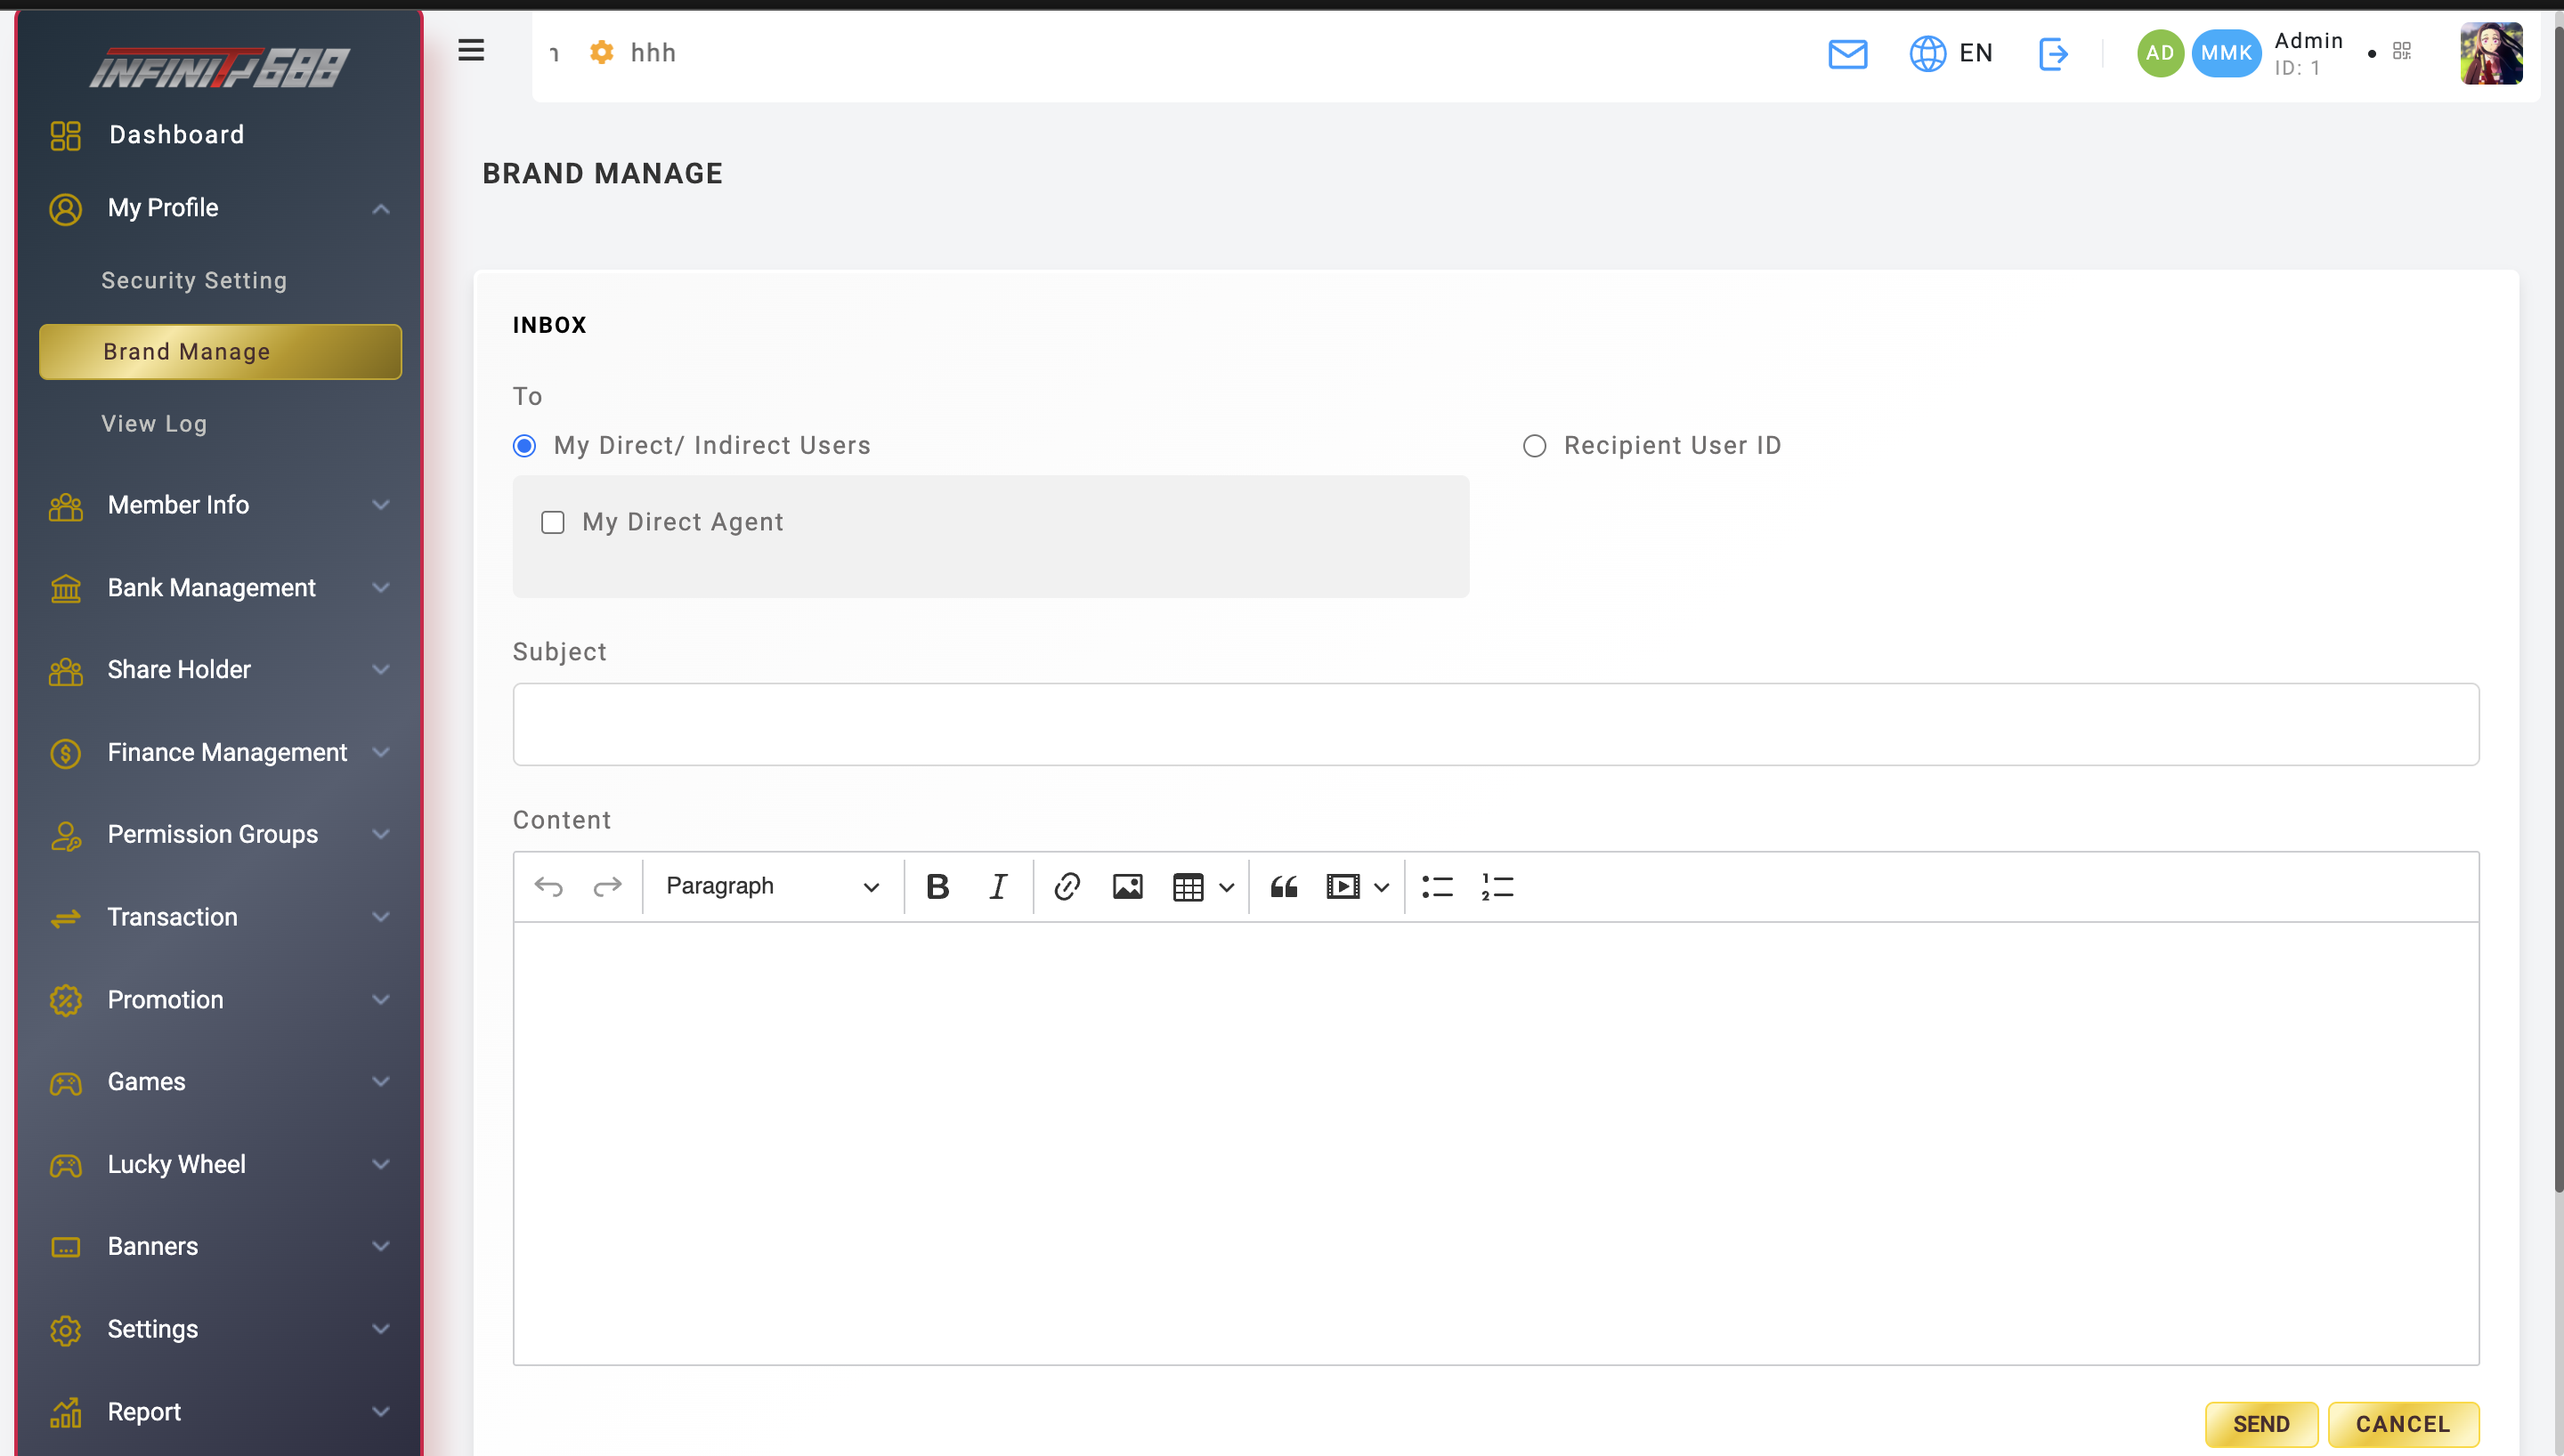 INFINITY688
Dashboard
My Profile
Security Setting
Brand Manage
View Log
Member Info
Bank Management
Share Holder
Finance Management
Permission Groups
Transaction
Promotion
Games
Lucky Wheel
Banners
Settings
Report
hhh
EN
AD
MMK
Admin
ID: 1
BRAND MANAGE
INBOX
To
My Direct/ Indirect Users
Recipient User ID
My Direct Agent
Subject
Content
Paragraph
SEND
CANCEL